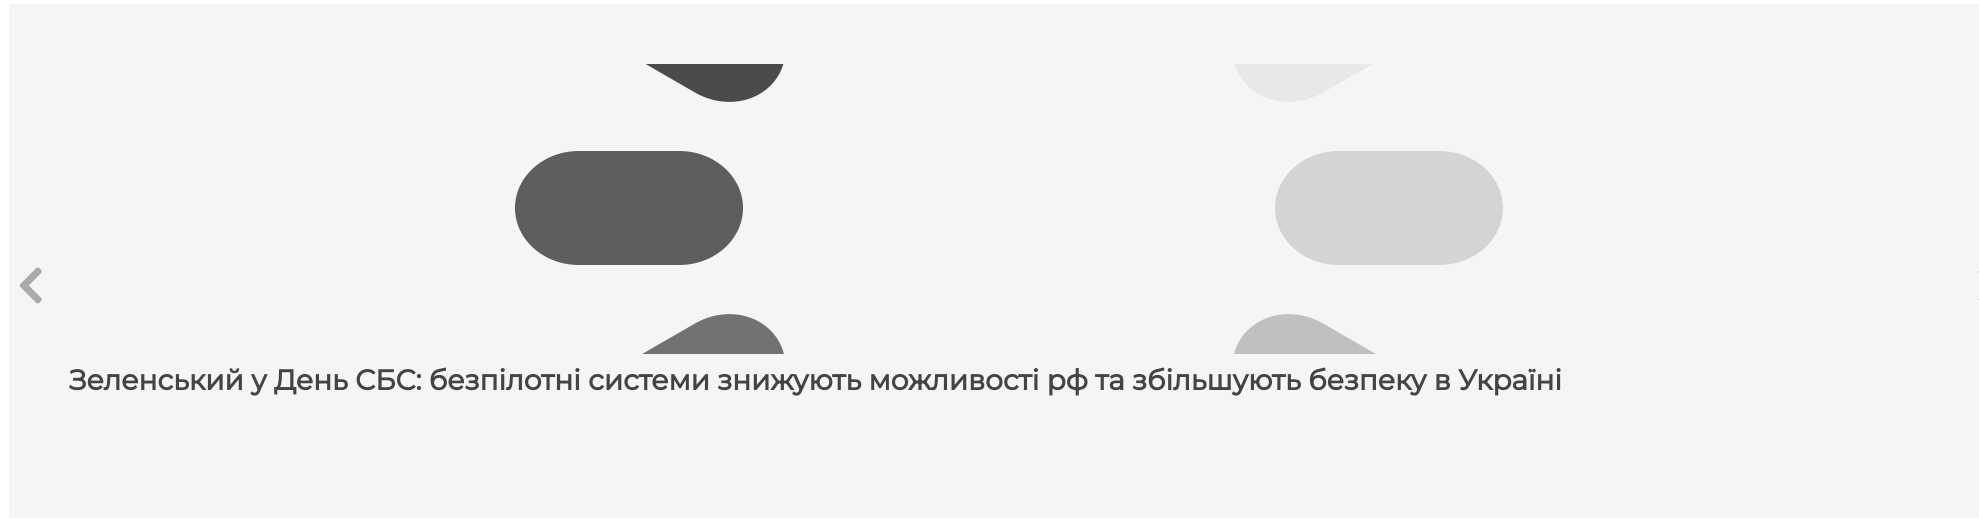 Зеленський у День СБС: безпілотні системи знижують можливості рф та збільшують безпеку в Україні